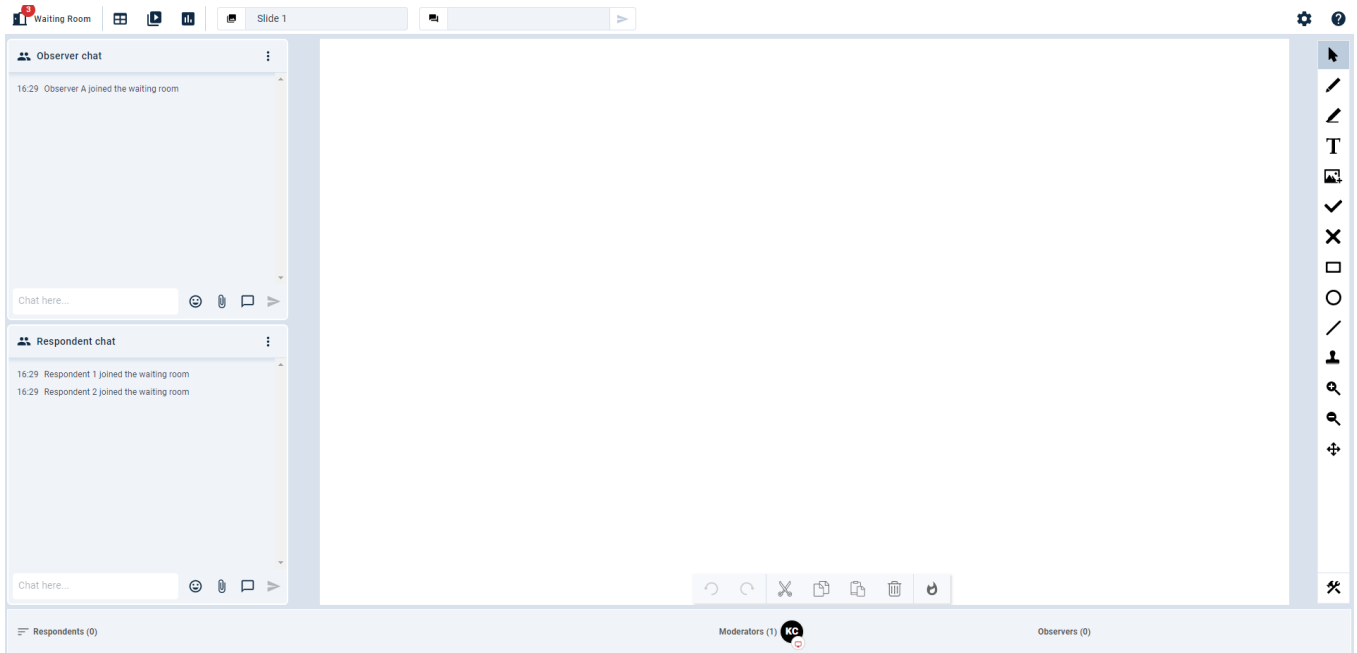 3
Waiting Room
Slide 1
Observer chat
16:29 Observer A joined the waiting room
Chat here...
Respondent chat
16:29 Respondent 1 joined the waiting room
16:29 Respondent 2 joined the waiting room
Chat here...
T
Respondents (0)
Moderators (1) KC
Observers (0)